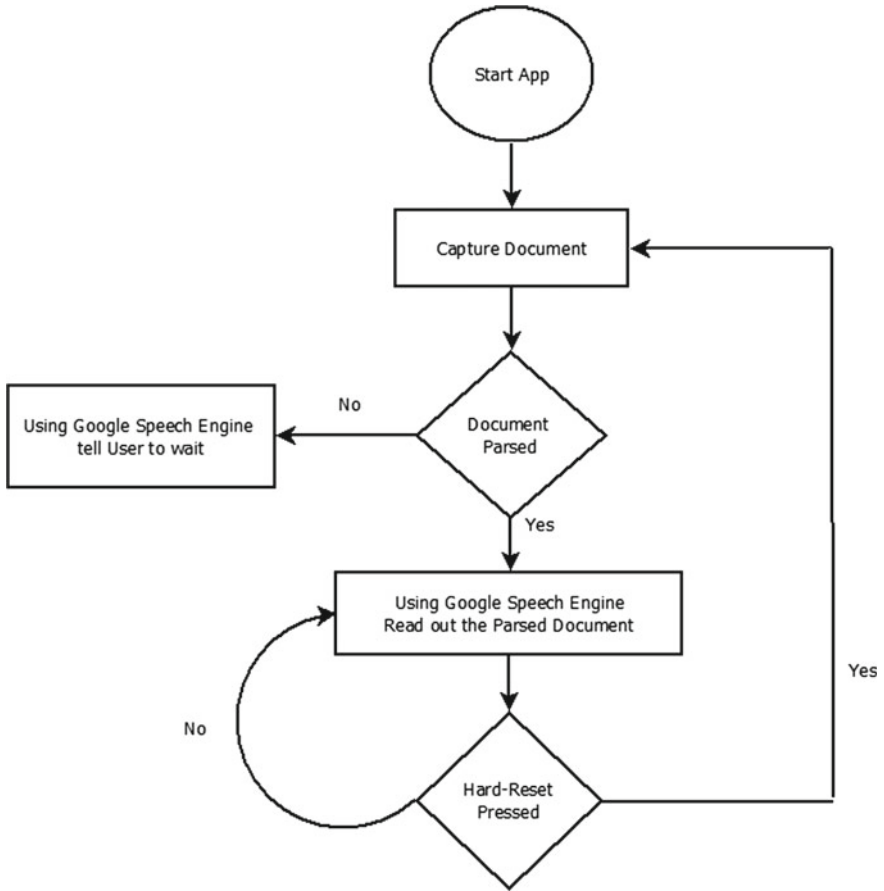 Start App
Capture Document
No
Using Google Speech Engine
tell User to wait
Document
Parsed
Yes
Using Google Speech Engine
Read out the Parsed Document
Yes
No
Hard-Reset
Pressed